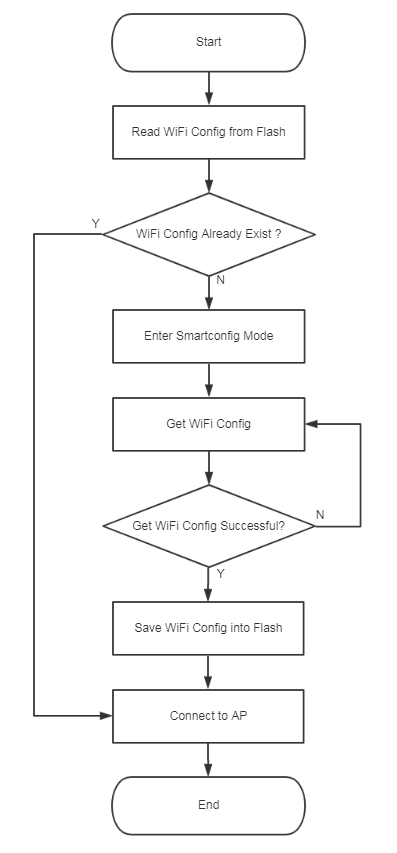 Start
Read WiFi Config from Flash
WiFi Config Already Exist ?
Y
N
Enter Smartconfig Mode
Get WiFi Config
Get WiFi Config Successful?
N
Y
Save WiFi Config into Flash
Connect to AP
End